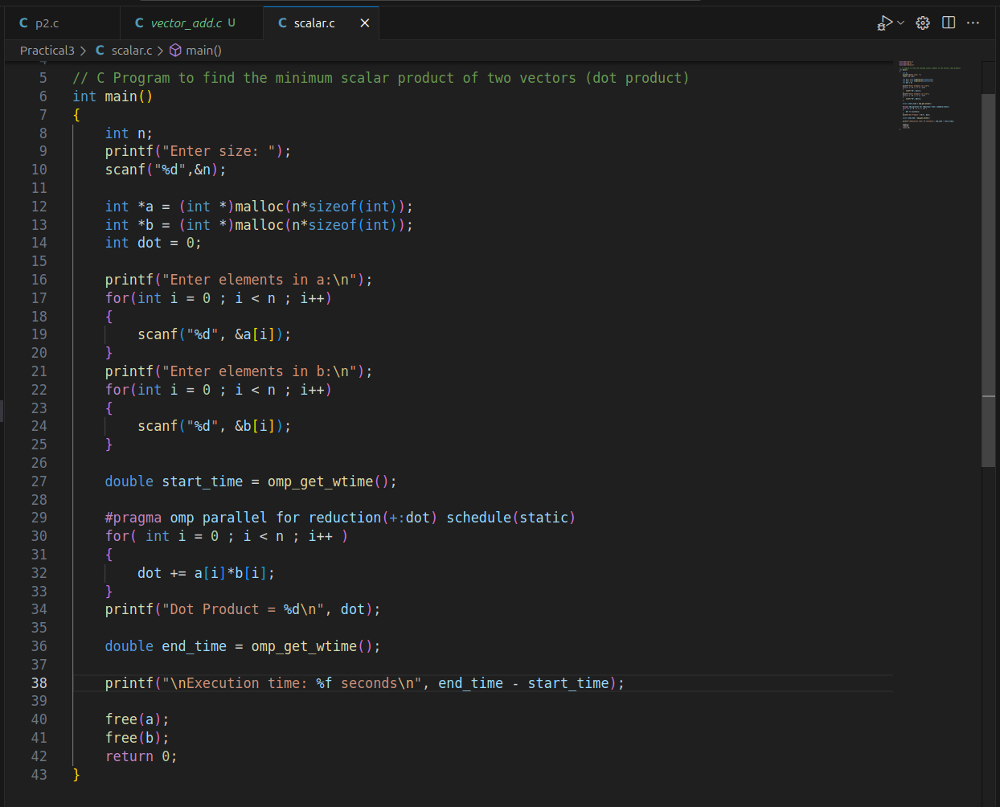 C p2.c
C vector_add.c U
C scalar.c ×
Practical3 > C scalar.c > main()
5 // C Program to find the minimum scalar product of two vectors (dot product)
6 int main()
7 {
8     int n;
9     printf("Enter size: ");
10     scanf("%d",&n);
11
12     int *a = (int *)malloc(n*sizeof(int));
13     int *b = (int *)malloc(n*sizeof(int));
14     int dot = 0;
15
16     printf("Enter elements in a:\n");
17     for(int i = 0 ; i < n ; i++)
18     {
19         scanf("%d", &a[i]);
20     }
21     printf("Enter elements in b:\n");
22     for(int i = 0 ; i < n ; i++)
23     {
24         scanf("%d", &b[i]);
25     }
26
27     double start_time = omp_get_wtime();
28
29     #pragma omp parallel for reduction(+:dot) schedule(static)
30     for( int i = 0 ; i < n ; i++ )
31     {
32         dot += a[i]*b[i];
33     }
34     printf("Dot Product = %d\n", dot);
35
36     double end_time = omp_get_wtime();
37
38     printf("\nExecution time: %f seconds\n", end_time - start_time);
39
40     free(a);
41     free(b);
42     return 0;
43 }